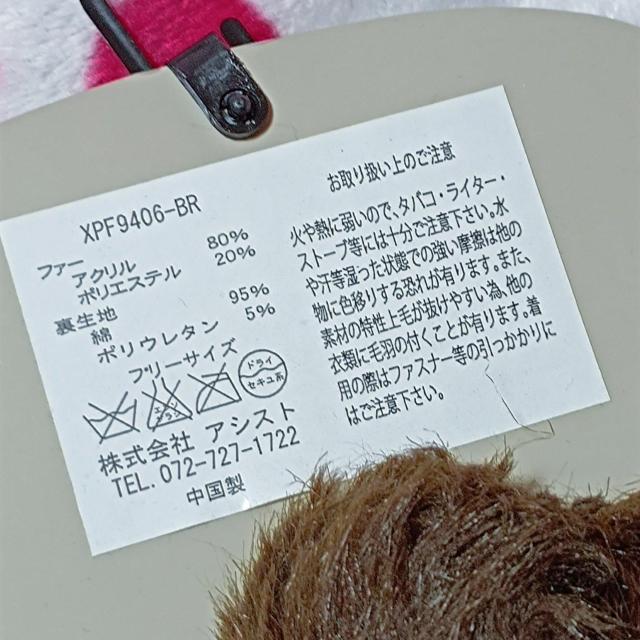 XPF9406-BR
ファー
アクリル 80%
ポリエステル 20%
裏生地
綿 95%
ポリウレタン 5%
フリーサイズ
エンソサラシ
ドライ
セキユ系
株式会社 アシスト
TEL. 072-727-1722
中国製
お取り扱い上のご注意
火や熱に弱いので、タバコ・ライター・
ストーブ等には十分ご注意下さい。水
や汗等湿った状態での強い摩擦は他の
物に色移りする恐れが有ります。また、
素材の特性上毛が抜けやすい為、他の
衣類に毛羽の付くことが有ります。着
用の際はファスナー等の引っかかりに
はご注意下さい。